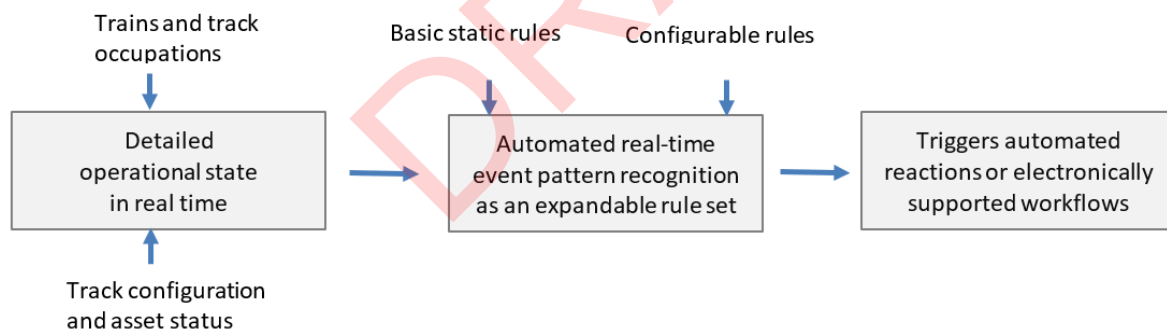 Trains and track
occupations
Basic static rules
Configurable rules
Detailed
operational state
in real time
Automated real-time
event pattern recognition
as an expandable rule set
Triggers automated
reactions or electronically
supported workflows
Track configuration
and asset status